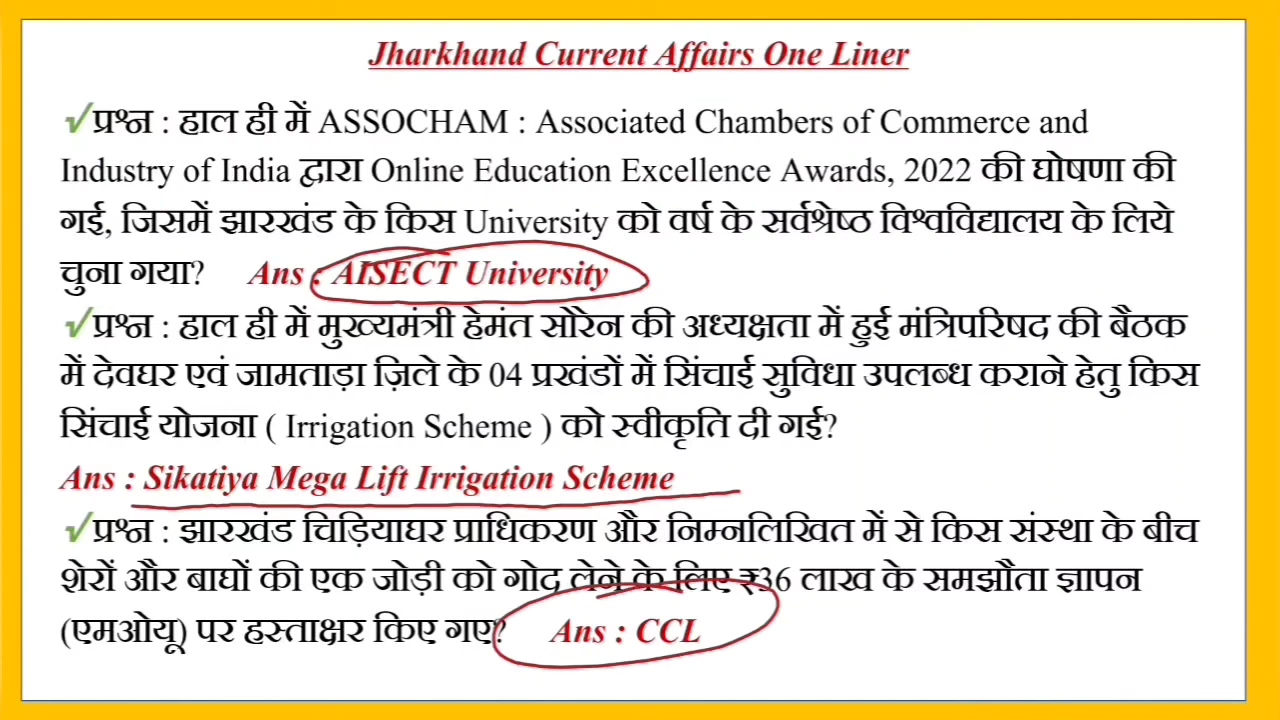 Jharkhand Current Affairs One Liner
✓प्रश्न : हाल ही में ASSOCHAM : Associated Chambers of Commerce and
Industry of India द्वारा Online Education Excellence Awards, 2022 की घोषणा की
गई, जिसमें झारखंड के किस University को वर्ष के सर्वश्रेष्ठ विश्वविद्यालय के लिये
चुना गया? Ans : AISECT University
✓प्रश्न : हाल ही में मुख्यमंत्री हेमंत सोरेन की अध्यक्षता में हुई मंत्रिपरिषद की बैठक
में देवघर एवं जामताड़ा ज़िले के 04 प्रखंडों में सिंचाई सुविधा उपलब्ध कराने हेतु किस
सिंचाई योजना ( Irrigation Scheme ) को स्वीकृति दी गई?
Ans : Sikatiya Mega Lift Irrigation Scheme
✓प्रश्न : झारखंड चिड़ियाघर प्राधिकरण और निम्नलिखित में से किस संस्था के बीच
शेरों और बाघों की एक जोड़ी को गोद लेने के लिए ₹36 लाख के समझौता ज्ञापन
(एमओयू) पर हस्ताक्षर किए गए? Ans : CCL